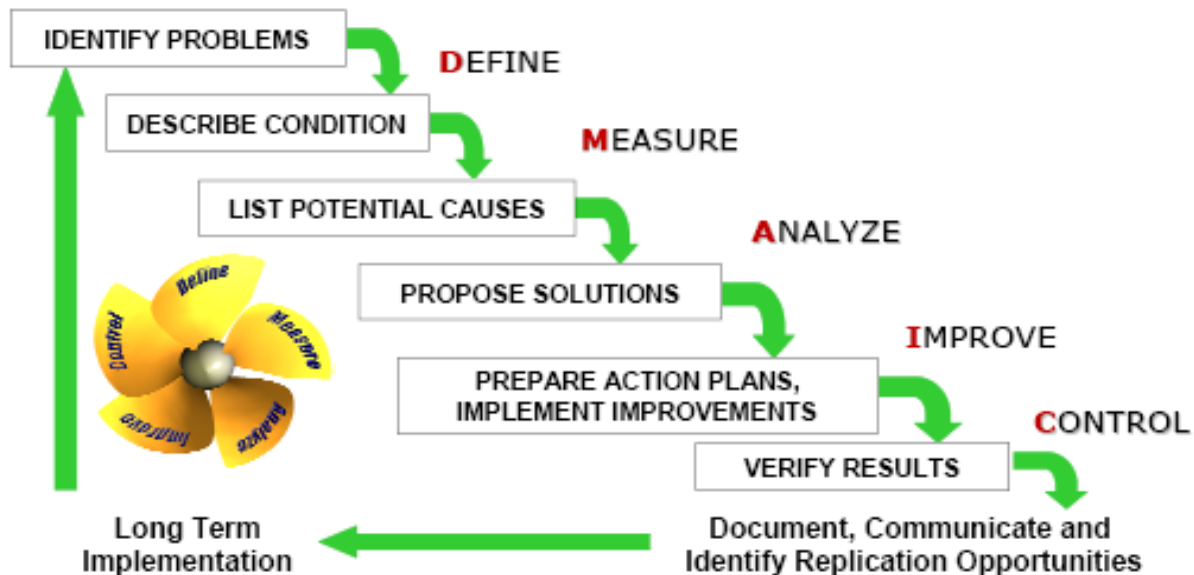 IDENTIFY PROBLEMS
DEFINE
DESCRIBE CONDITION
MEASURE
LIST POTENTIAL CAUSES
ANALYZE
PROPOSE SOLUTIONS
IMPROVE
PREPARE ACTION PLANS,
IMPLEMENT IMPROVEMENTS
CONTROL
VERIFY RESULTS
Define
Measure
Analyze
Improve
Control
Long Term
Implementation
Document, Communicate and
Identify Replication Opportunities